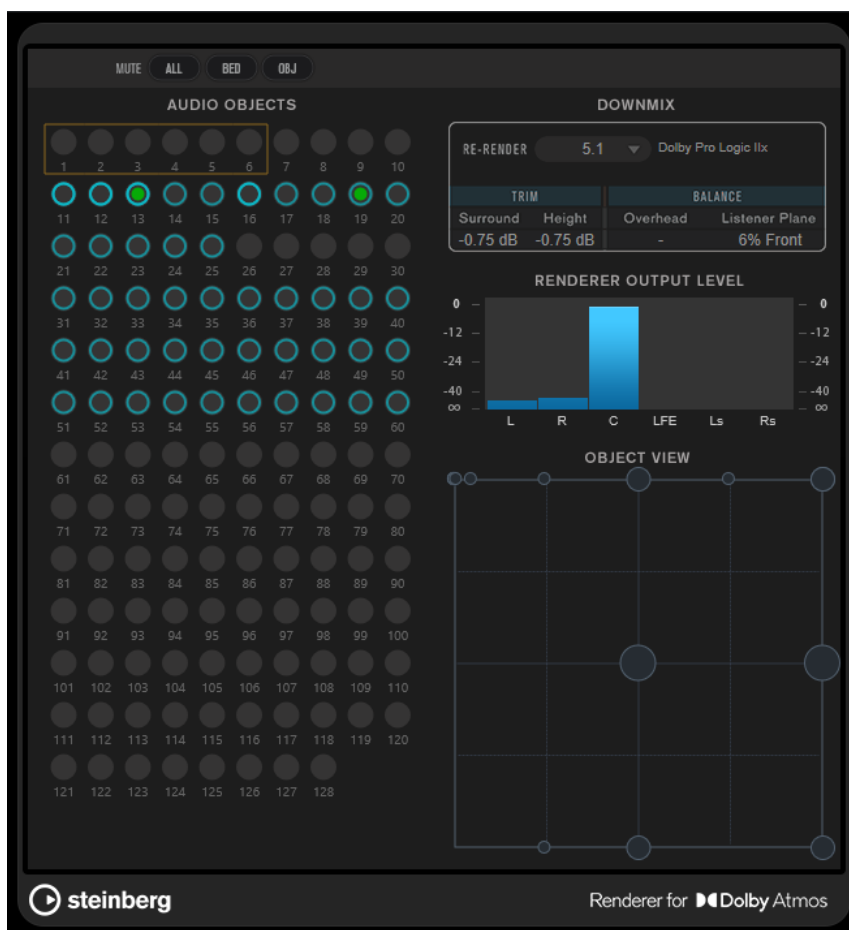 MUTE ALL BED OBJ
AUDIO OBJECTS
1 2 3 4 5 6 7 8 9 10
11 12 13 14 15 16 17 18 19 20
21 22 23 24 25 26 27 28 29 30
31 32 33 34 35 36 37 38 39 40
41 42 43 44 45 46 47 48 49 50
51 52 53 54 55 56 57 58 59 60
61 62 63 64 65 66 67 68 69 70
71 72 73 74 75 76 77 78 79 80
81 82 83 84 85 86 87 88 89 90
91 92 93 94 95 96 97 98 99 100
101 102 103 104 105 106 107 108 109 110
111 112 113 114 115 116 117 118 119 120
121 122 123 124 125 126 127 128
DOWNMIX
RE-RENDER 5.1 Dolby Pro Logic IIx
TRIM BALANCE
Surround Height Overhead Listener Plane
-0.75 dB -0.75 dB - 6% Front
RENDERER OUTPUT LEVEL
0 0
-12 -12
-24 -24
-40 -40
∞ ∞
L R C LFE Ls Rs
OBJECT VIEW
steinberg
Renderer for Dolby Atmos